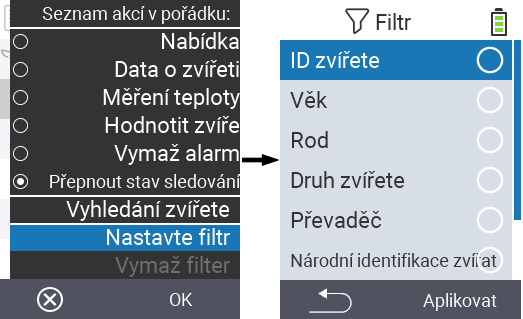 Seznam akcí v pořádku:
Nabídka
Data o zvířeti
Měření teploty
Hodnotit zvíře
Vymaž alarm
Přepnout stav sledování
Vyhledání zvířete
Nastavte filtr
Vymaž filter
OK
Filtr
ID zvířete
Věk
Rod
Druh zvířete
Převaděč
Národní identifikace zvířat
Aplikovat